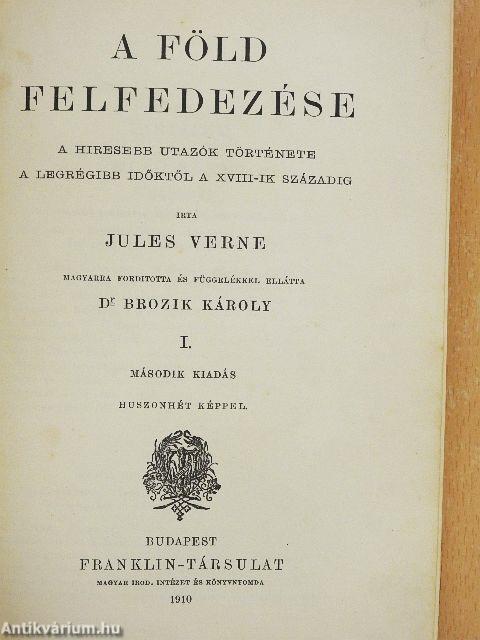 A FÖLD
FELFEDEZÉSE
A HIRESEBB UTAZÓK TÖRTÉNETE
A LEGRÉGIBB IDŐKTŐL A XVIII-IK SZÁZADIG
IRTA
JULES VERNE
MAGYARRA FORDITOTTA ÉS FÜGGELÉKKEL ELLÁTTA
Dr BROZIK KÁROLY
I.
MÁSODIK KIADÁS
HUSZONHÉT KÉPPEL.
BUDAPEST
FRANKLIN-TÁRSULAT
MAGYAR IROD. INTÉZET ÉS KÖNYVNYOMDA
1910
Antikvárium.hu